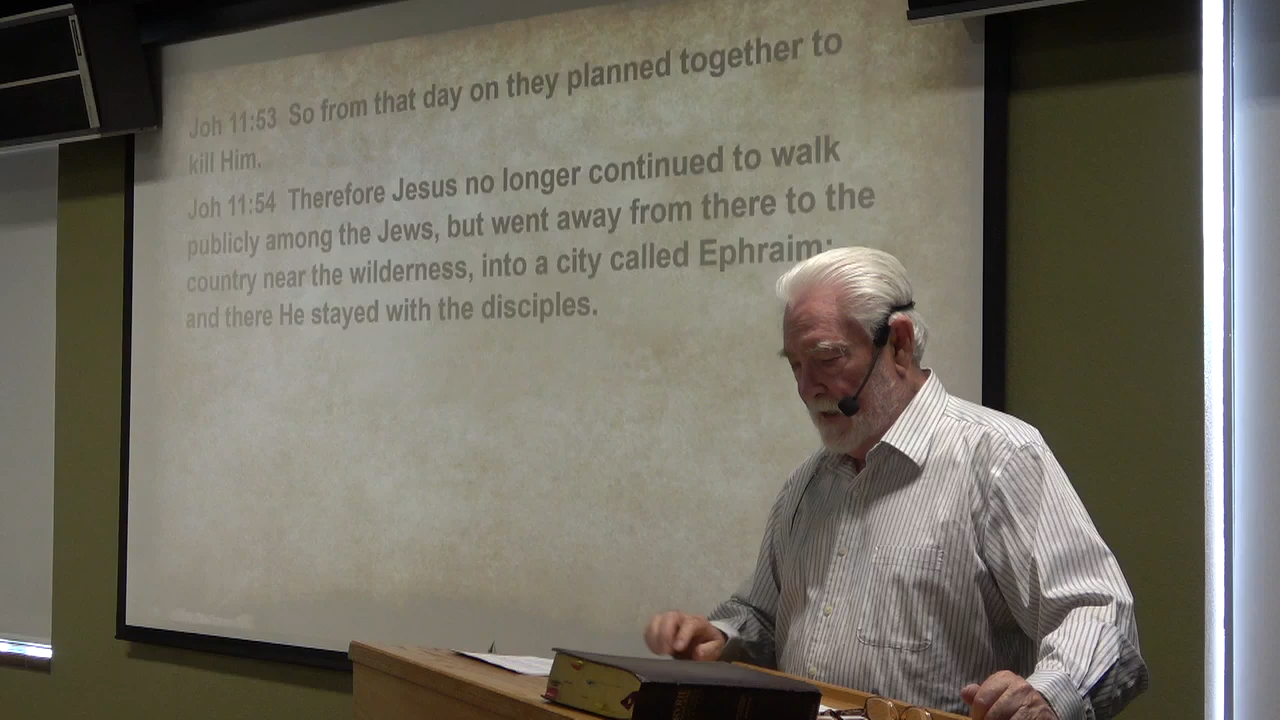 Joh 11:53 So from that day on they planned together to
kill Him.
Joh 11:54 Therefore Jesus no longer continued to walk
publicly among the Jews, but went away from there to the
country near the wilderness, into a city called Ephraim;
and there He stayed with the disciples.